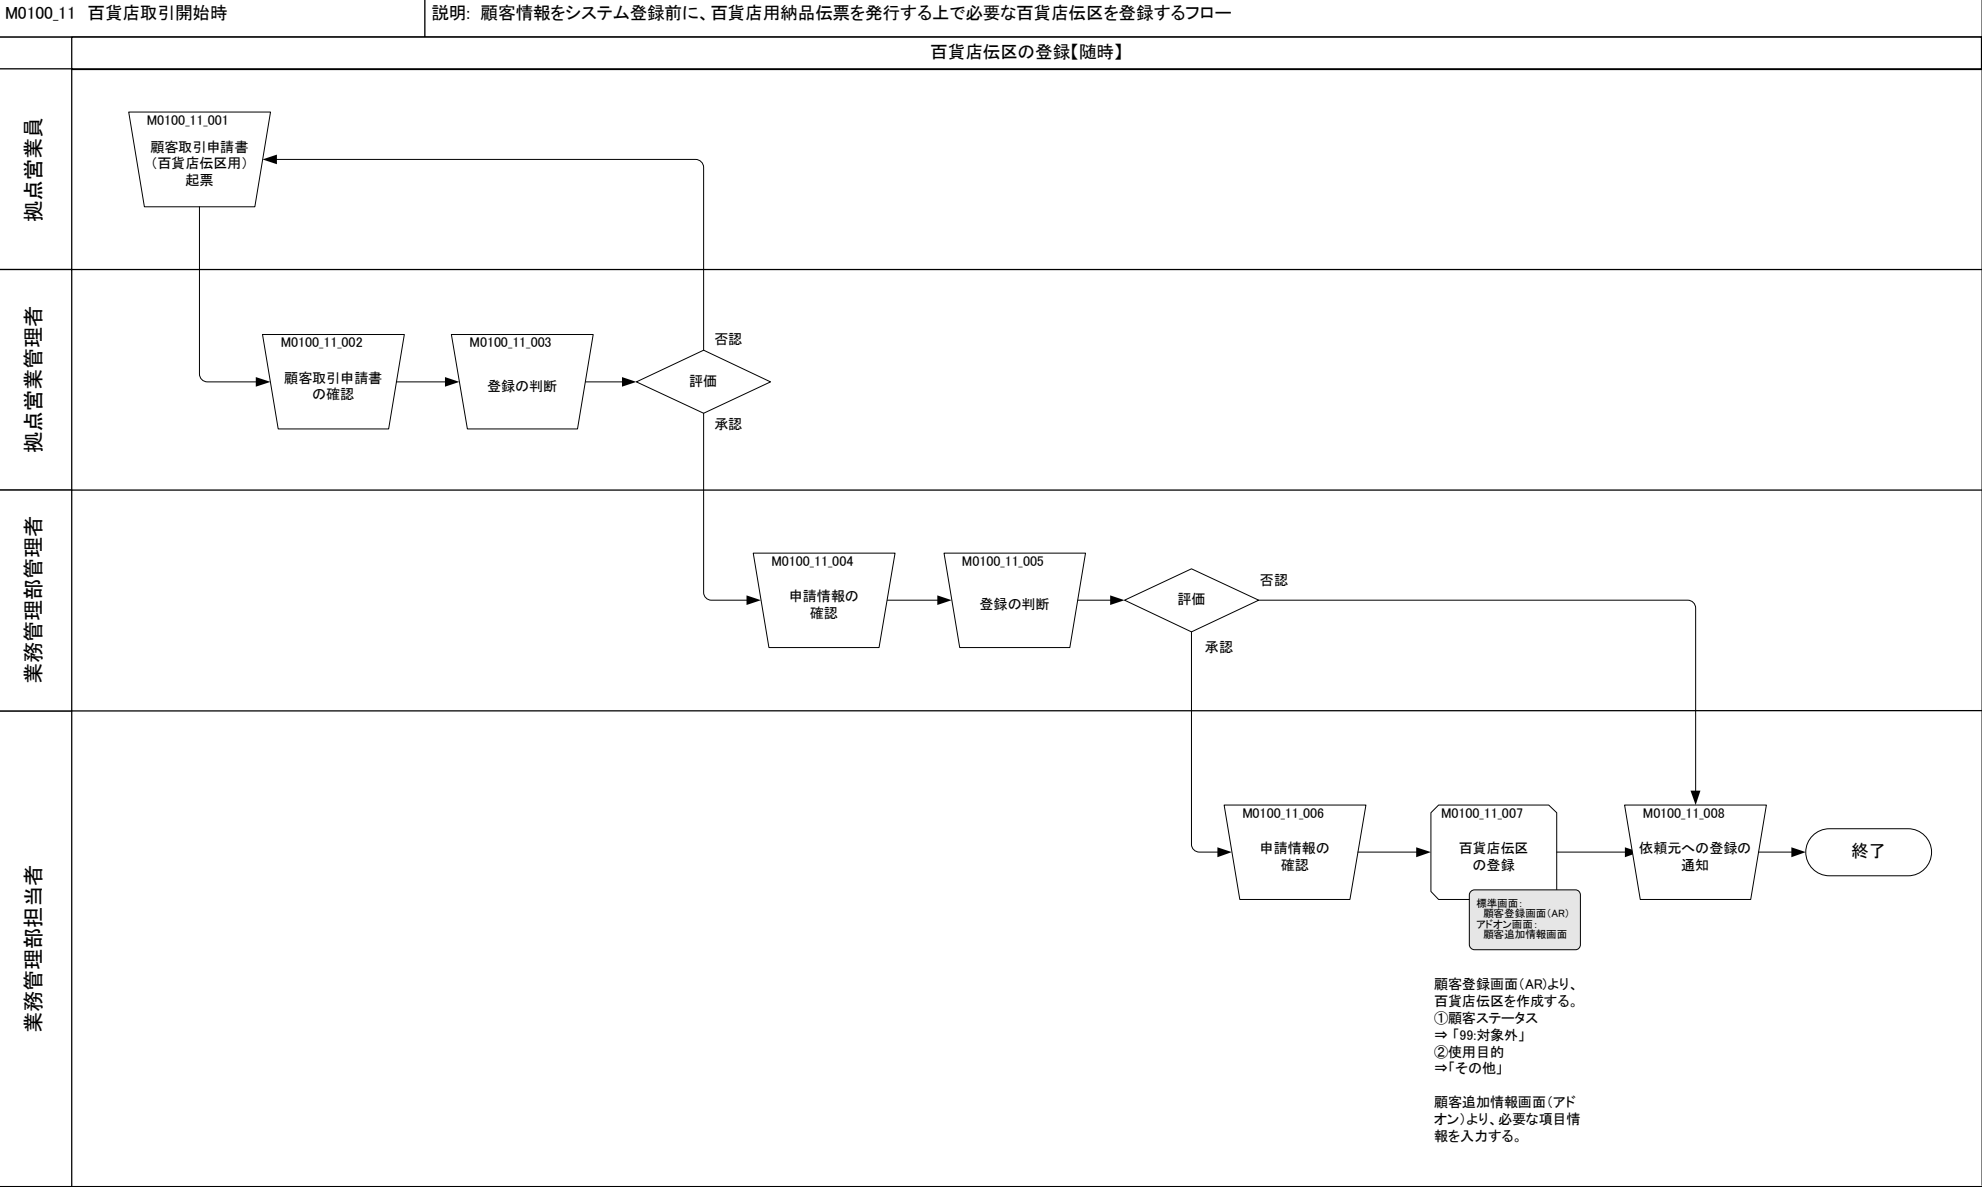 M0100_11 百貨店取引開始時
説明: 顧客情報をシステム登録前に、百貨店用納品伝票を発行する上で必要な百貨店伝区を登録するフロー
百貨店伝区の登録【随時】
拠点営業員
M0100_11_001
顧客取引申請書
（百貨店伝区用）
起票
拠点営業管理者
M0100_11_002
顧客取引申請書
の確認
M0100_11_003
登録の判断
否認
評価
承認
業務管理部管理者
M0100_11_004
申請情報の
確認
M0100_11_005
登録の判断
評価
否認
承認
業務管理部担当者
M0100_11_006
申請情報の
確認
M0100_11_007
百貨店伝区
の登録
標準画面：
顧客登録画面（AR）
アドオン画面：
顧客追加情報画面
M0100_11_008
依頼元への登録の
通知
終了
顧客登録画面（AR)より、
百貨店伝区を作成する。
①顧客ステータス
⇒「99:対象外」
②使用目的
⇒「その他」
顧客追加情報画面（アド
オン）より、必要な項目情
報を入力する。